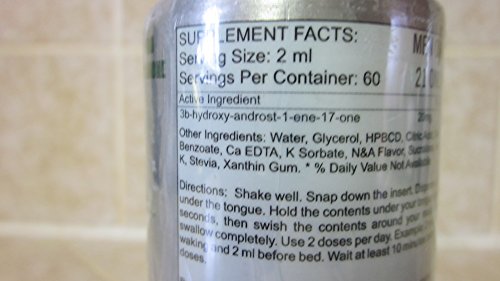 SUPPLEMENT FACTS:
Serving Size: 2 ml
Servings Per Container: 60
Active Ingredient
3b-hydroxy-androst-1-ene-17-one
Other Ingredients: Water, Glycerol, HPBCD, Citric
Benzoate, Ca EDTA, K Sorbate, N&A Flavor,
K, Stevia, Xanthin Gum. * % Daily Value Not
Directions: Shake well. Snap down the insert.
under the tongue. Hold the contents under your
seconds, then swish the contents around your
swallow completely. Use 2 doses per day.
waking and 2 ml before bed. Wait at least 10
doses.